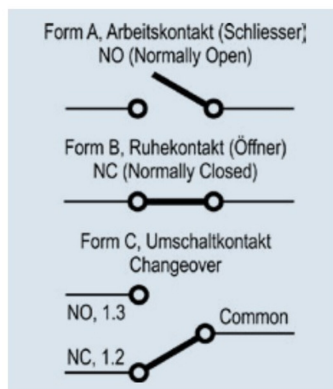 Form A, Arbeitskontakt (Schliesser)
NO (Normally Open)
Form B, Ruhekontakt (Öffner)
NC (Normally Closed)
Form C, Umschaltkontakt
Changeover
NO, 1.3
Common
NC, 1.2